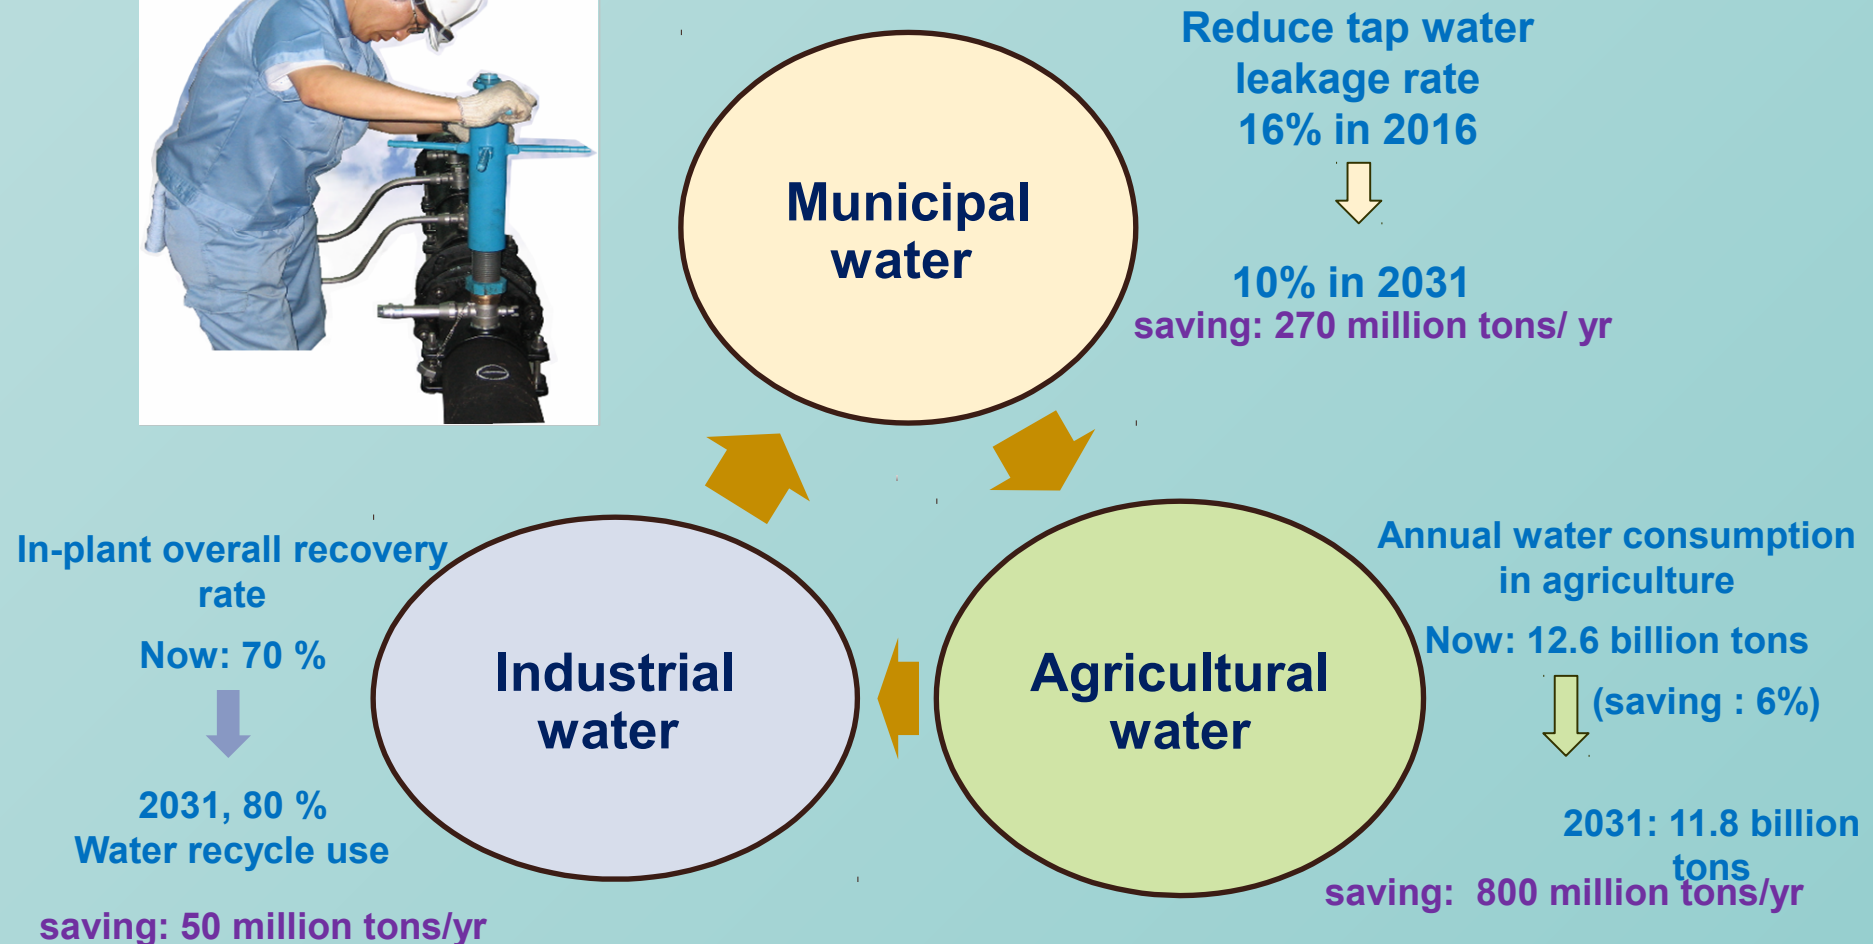 Reduce tap water
leakage rate
16% in 2016
10% in 2031
saving: 270 million tons/ yr
Municipal
water
In-plant overall recovery
rate
Now: 70 %
2031, 80 %
Water recycle use
saving: 50 million tons/yr
Industrial
water
Agricultural
water
Annual water consumption
in agriculture
Now: 12.6 billion tons
(saving : 6%)
2031: 11.8 billion
tons
saving: 800 million tons/yr